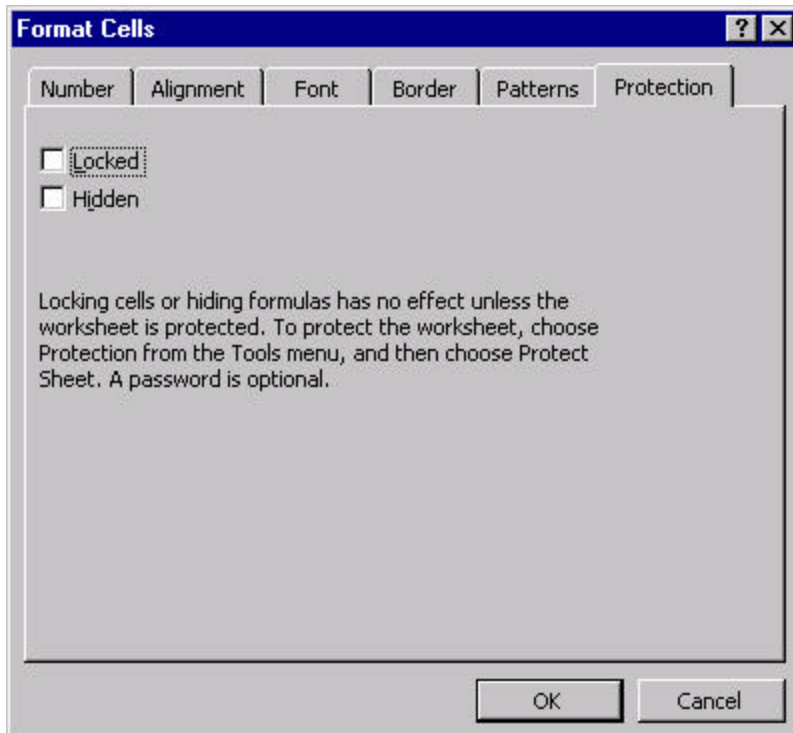 Format Cells
Number Alignment Font Border Patterns Protection
Locked
Hidden
Locking cells or hiding formulas has no effect unless the
worksheet is protected. To protect the worksheet, choose
Protection from the Tools menu, and then choose Protect
Sheet. A password is optional.
OK Cancel